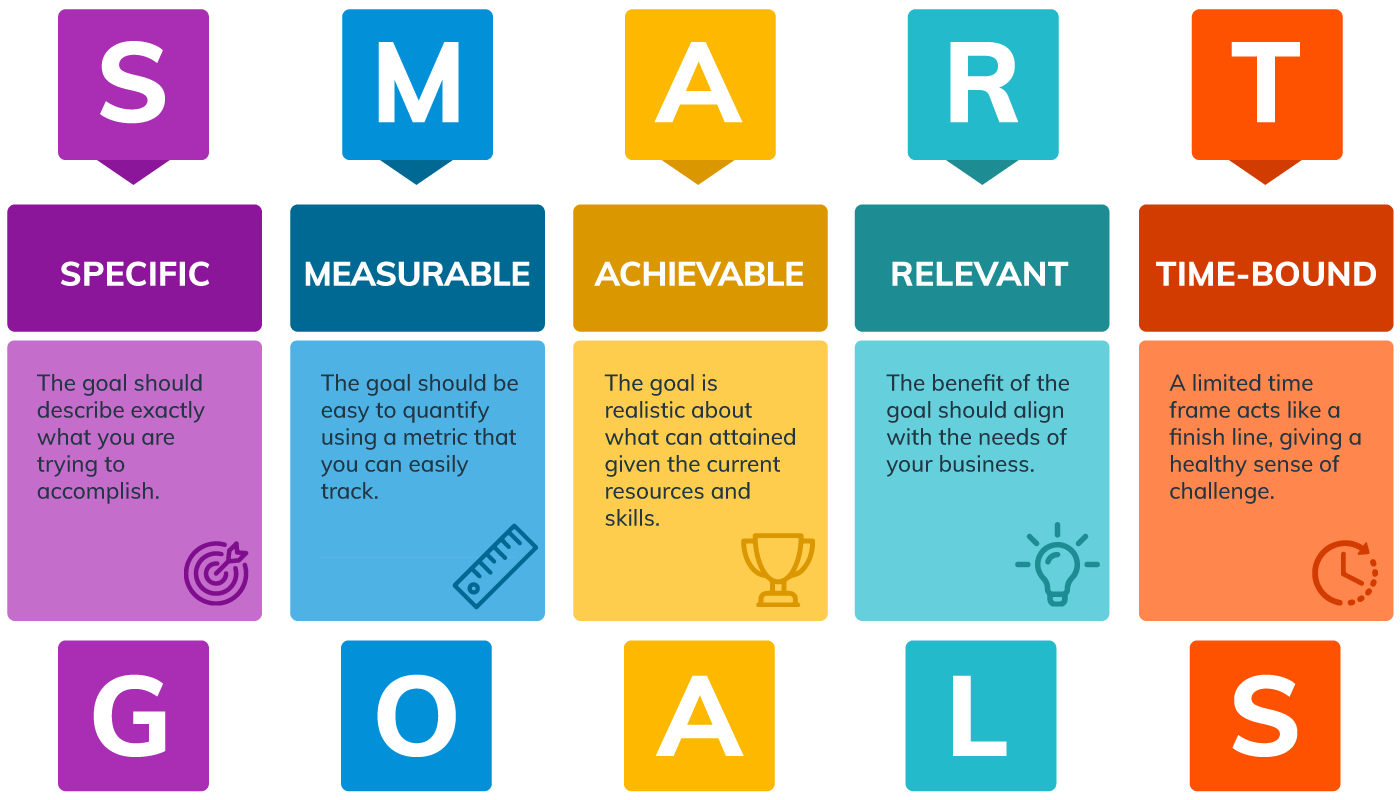 S M A R T
SPECIFIC
MEASURABLE
ACHIEVABLE
RELEVANT
TIME-BOUND
The goal should
describe exactly
what you are
trying to
accomplish.
The goal should be
easy to quantify
using a metric that
you can easily
track.
The goal is
realistic about
what can attained
given the current
resources and
skills.
The benefit of the
goal should align
with the needs of
your business.
A limited time
frame acts like a
finish line, giving a
healthy sense of
challenge.
G O A L S